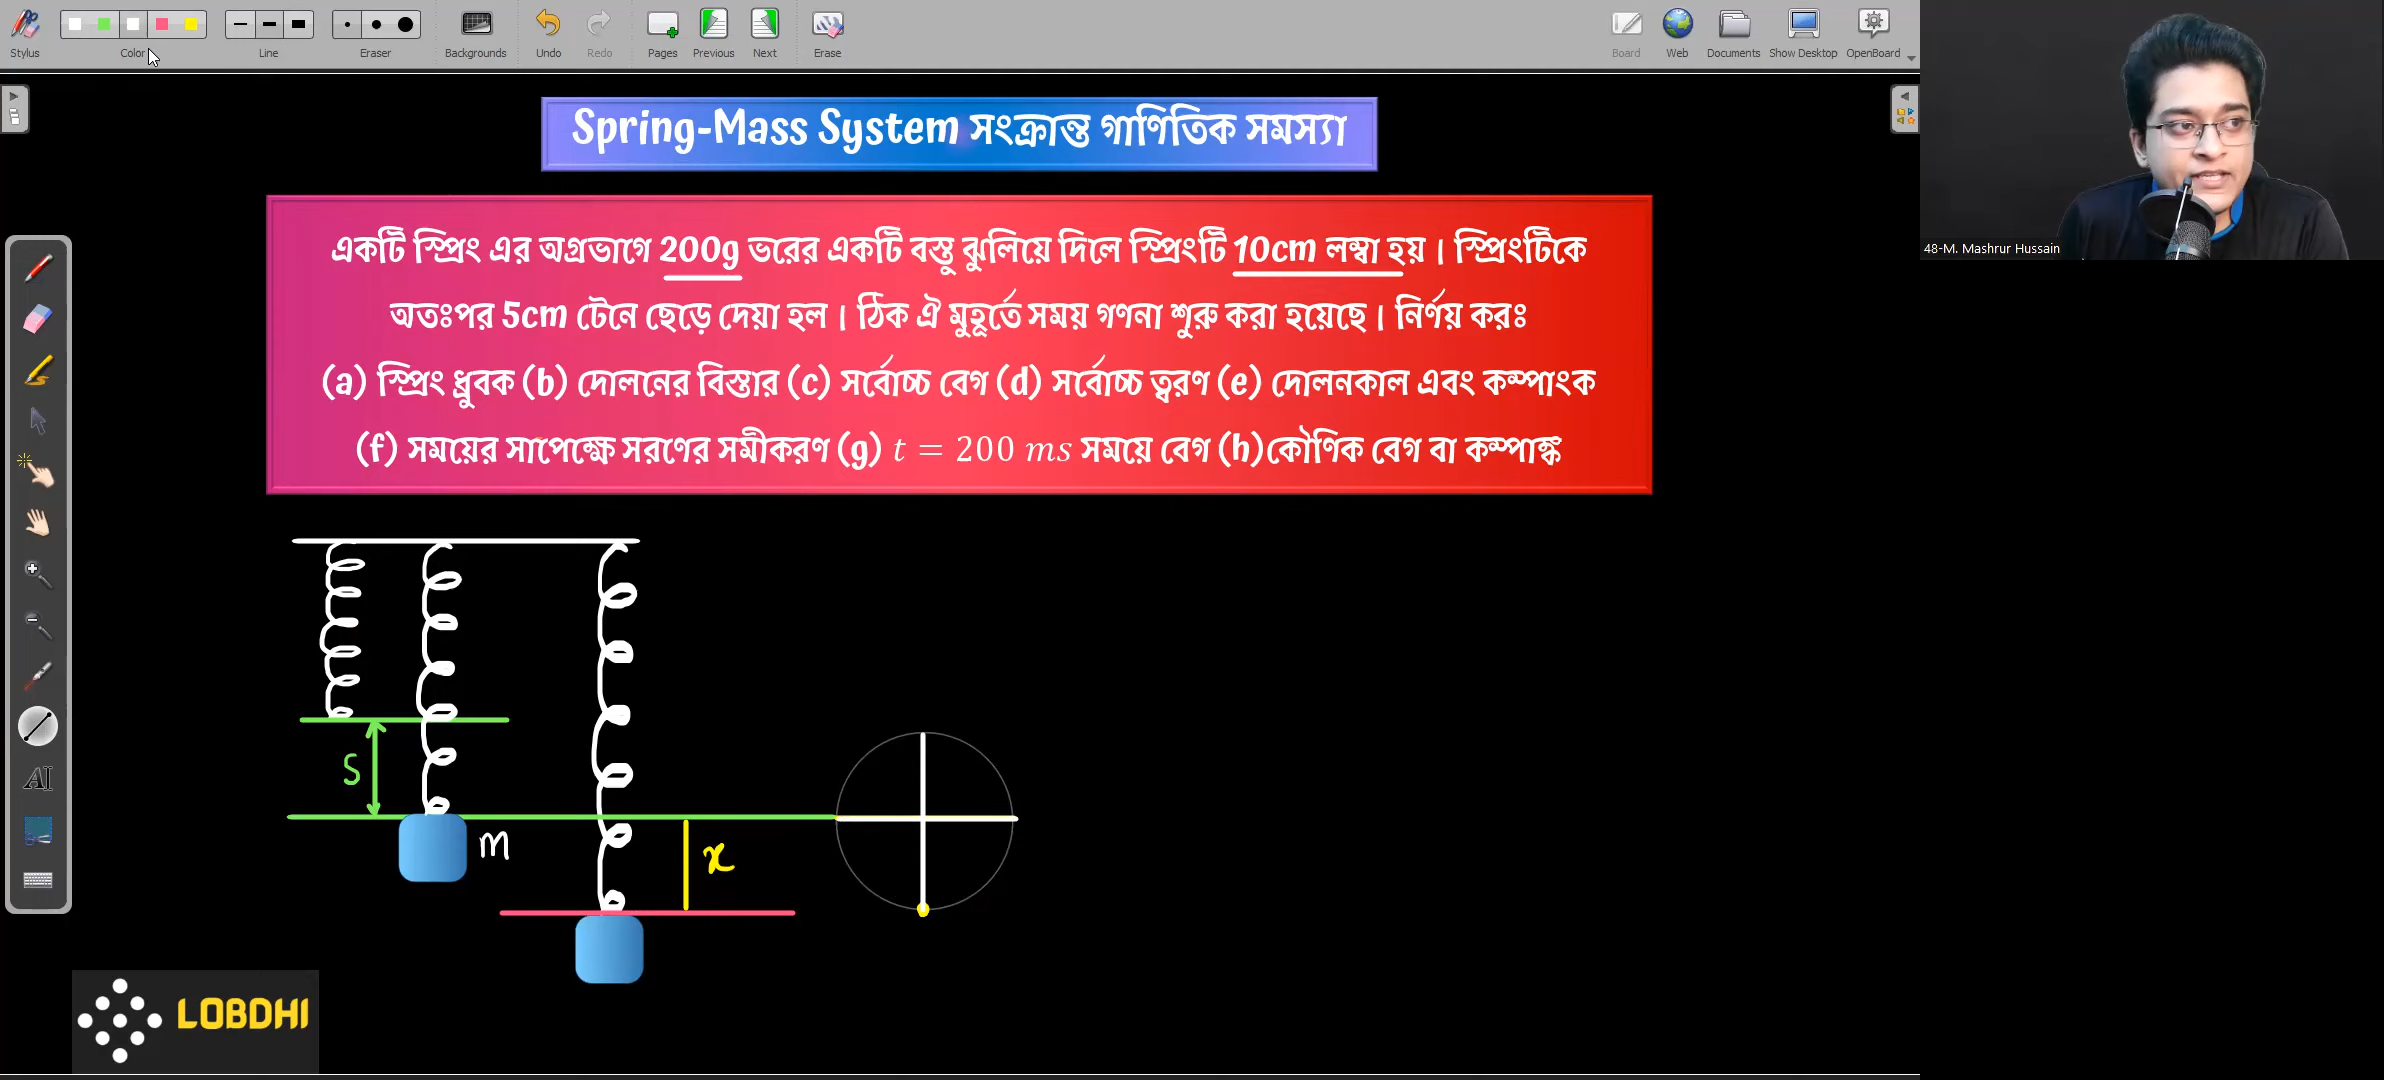 Stylus Color Line Eraser Backgrounds Undo Redo Pages Previous Next Erase Board Web Documents Show Desktop OpenBoard
Spring-Mass System সংক্রান্ত গাণিতিক সমস্যা
48-M. Mashrur Hussain
একটি স্প্রিং এর অগ্রভাগে 200g ভরের একটি বস্তু ঝুলিয়ে দিলে স্প্রিংটি 10cm লম্বা হয়। স্প্রিংটিকে
অতঃপর 5cm টেনে ছেড়ে দেয়া হল। ঠিক ঐ মুহূর্তে সময় গণনা শুরু করা হয়েছে। নির্ণয় করঃ
(a) স্প্রিং ধ্রুবক (b) দোলনের বিস্তার (c) সর্বোচ্চ বেগ (d) সর্বোচ্চ ত্বরণ (e) দোলনকাল এবং কম্পাংক
(f) সময়ের সাপেক্ষে সরণের সমীকরণ (g) t = 200 ms সময়ে বেগ (h)কৌণিক বেগ বা কম্পাঙ্ক
S
m
x
LOBDHI